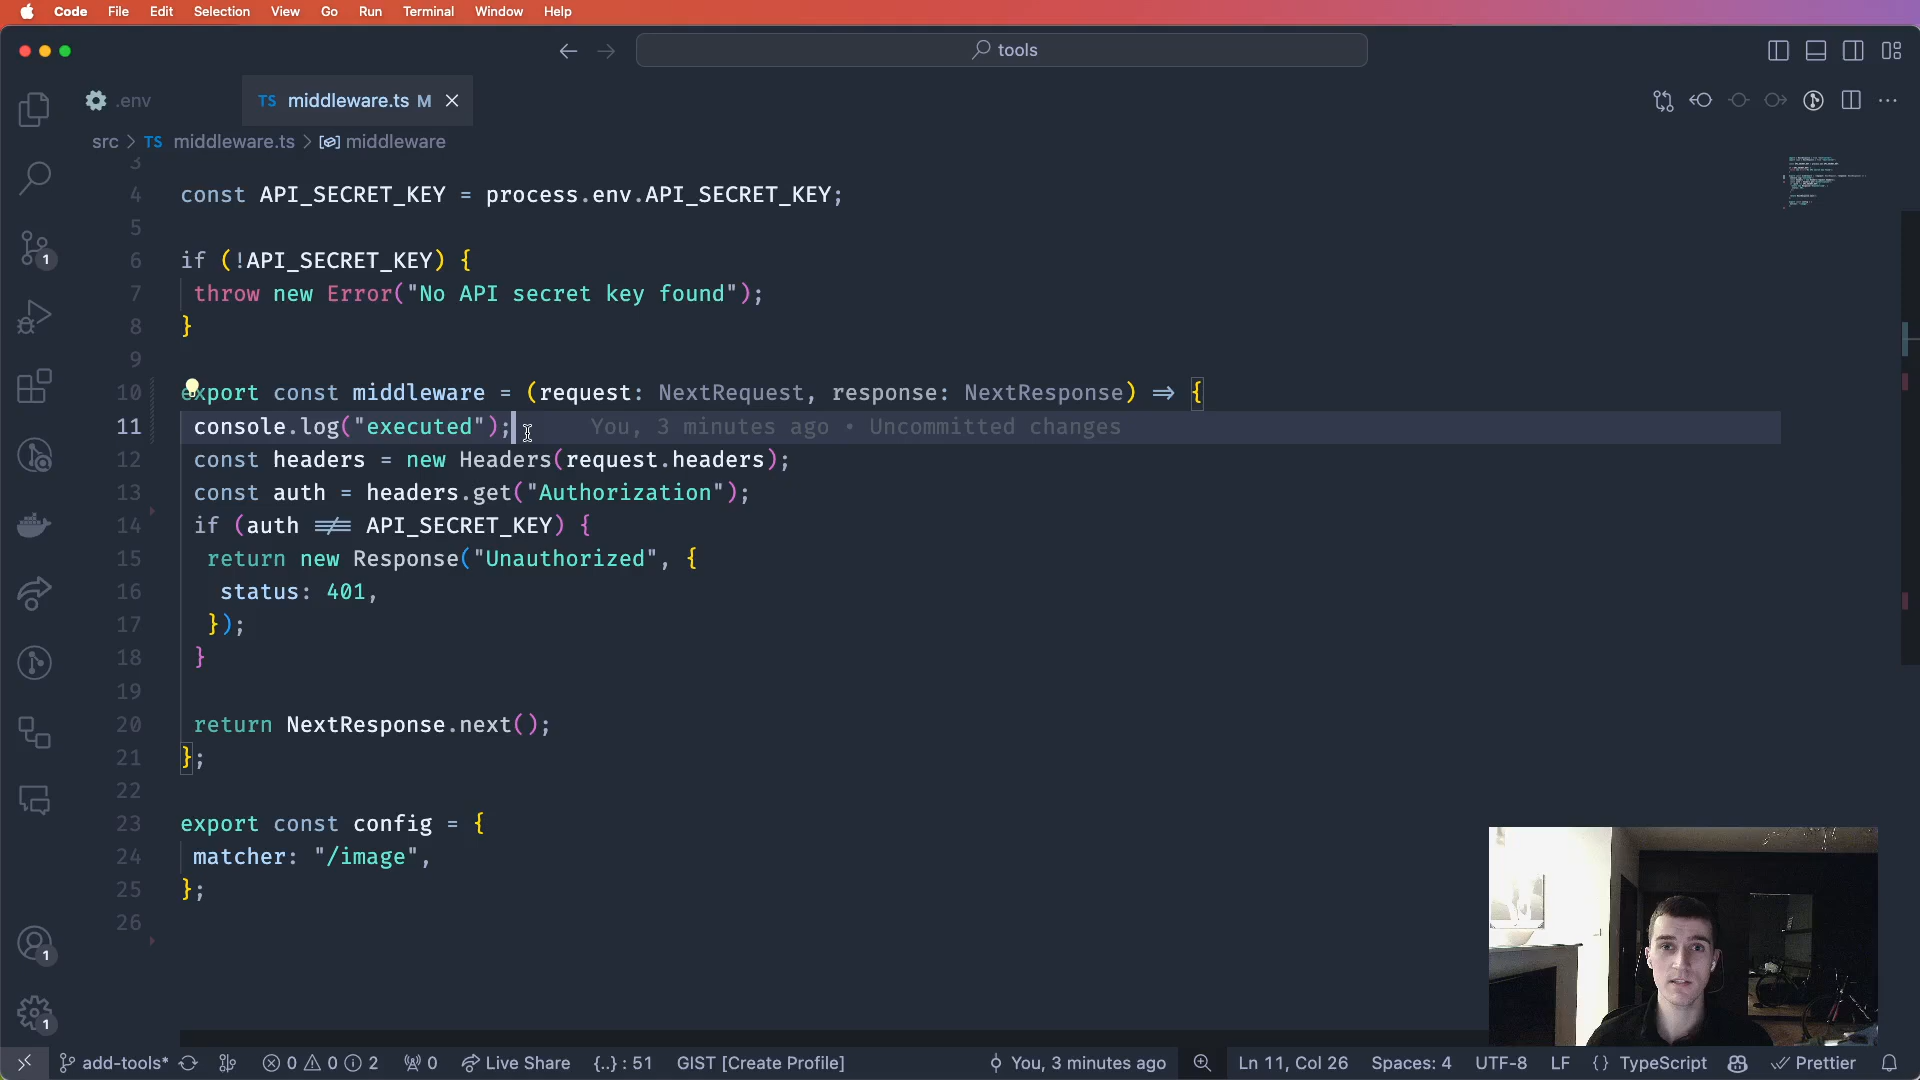 Code File Edit Selection View Go Run Terminal Window Help
tools
.env TS middleware.ts M
src > TS middleware.ts > middleware
3
4 const API_SECRET_KEY = process.env.API_SECRET_KEY;
5
6 if (!API_SECRET_KEY) {
7 throw new Error("No API secret key found");
8 }
9
10 export const middleware = (request: NextRequest, response: NextResponse) => {
11 console.log("executed"); You, 3 minutes ago • Uncommitted changes
12 const headers = new Headers(request.headers);
13 const auth = headers.get("Authorization");
14 if (auth !== API_SECRET_KEY) {
15 return new Response("Unauthorized", {
16 status: 401,
17 });
18 }
19
20 return NextResponse.next();
21 };
22
23 export const config = {
24 matcher: "/image",
25 };
26
1
1
1
add-tools* 0 0 2 0 Live Share {..} : 51 GIST [Create Profile] You, 3 minutes ago Ln 11, Col 26 Spaces: 4 UTF-8 LF {} TypeScript Prettier